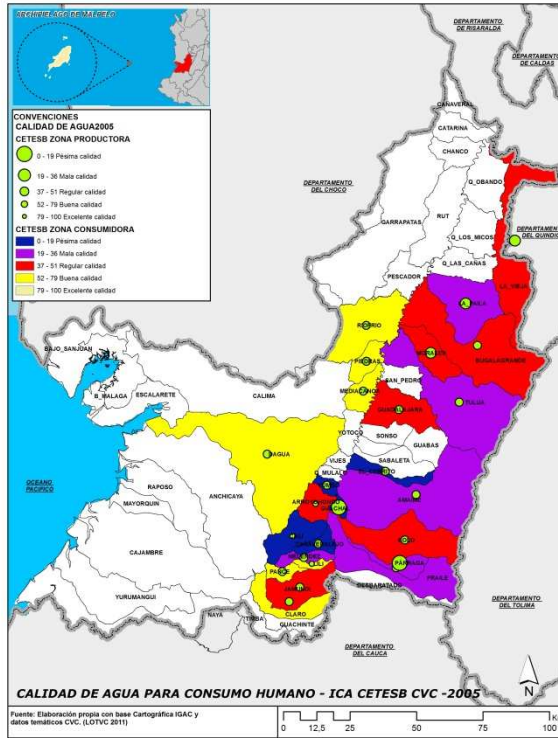 ARCHIPIELAGO DE MALPELO
DEPARTAMENTO
DE RISARALDA
DEPARTAMENTO
DE CALDAS
CONVENCIONES
CALIDAD DE AGUA2005
CETESB ZONA PRODUCTORA
0 - 19 Pésima calidad
19 - 36 Mala calidad
37 - 51 Regular calidad
52 - 79 Buena calidad
79 - 100 Excelente calidad
CETESB ZONA CONSUMIDORA
0 - 19 Pésima calidad
19 - 36 Mala calidad
37 - 51 Regular calidad
52 - 79 Buena calidad
79 - 100 Excelente calidad
CAÑAVERAL
CATARINA
CHANCO
DEPARTAMENTO
DEL CHOCO
Q_OBANDO
GARRAPATAS
RUT
Q_LOS_MICOS
DEPARTAMENTO
DEL QUINDIO
Q_LAS_CAÑAS
PESCADOR
LA_VIEJA
LA_PAILA
RIOFRIO
BUGALAGRANDE
MORALES
BAJO_SANJUAN
PIEDRAS
SAN_PEDRO
B_MALAGA
ESCALARETE
CALIMA
MEDIACANOA
TULUA
GUADALAJARA
YOTOCO
SONSO
GUABAS
DAGUA
VIJES
SABALETA
Q_MULALO
OCEANO
PACIFICO
RAPOSO
ANCHICAYA
MAYORQUIN
AMAIME
ARROYOHONDO
CAJAMBRE
PARRAGA
PANCE
DESBARATADO
FRAILE
YURUMANGUI
CLARO
NAYA
TIMBA
GUACHINTE
DEPARTAMENTO
DEL TOLIMA
DEPARTAMENTO
DEL CAUCA
N
CALIDAD DE AGUA PARA CONSUMO HUMANO - ICA CETESB CVC -2005
Fuente: Elaboración propia con base Cartográfica IGAC y
datos temáticos CVC. (LOTVC 2011)
0 12,5 25 50 75 100